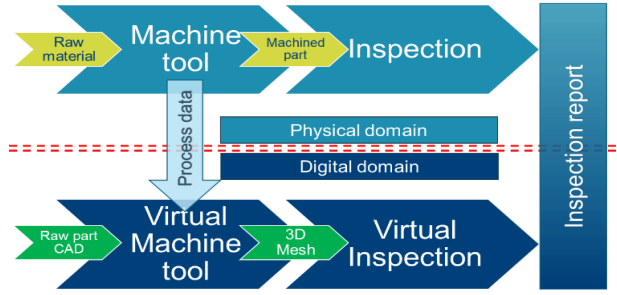 Raw
material
Machine
tool
Machined
part
Inspection
Inspection report
Process data
Physical domain
Digital domain
Raw part
CAD
Virtual
Machine
tool
3D
Mesh
Virtual
Inspection